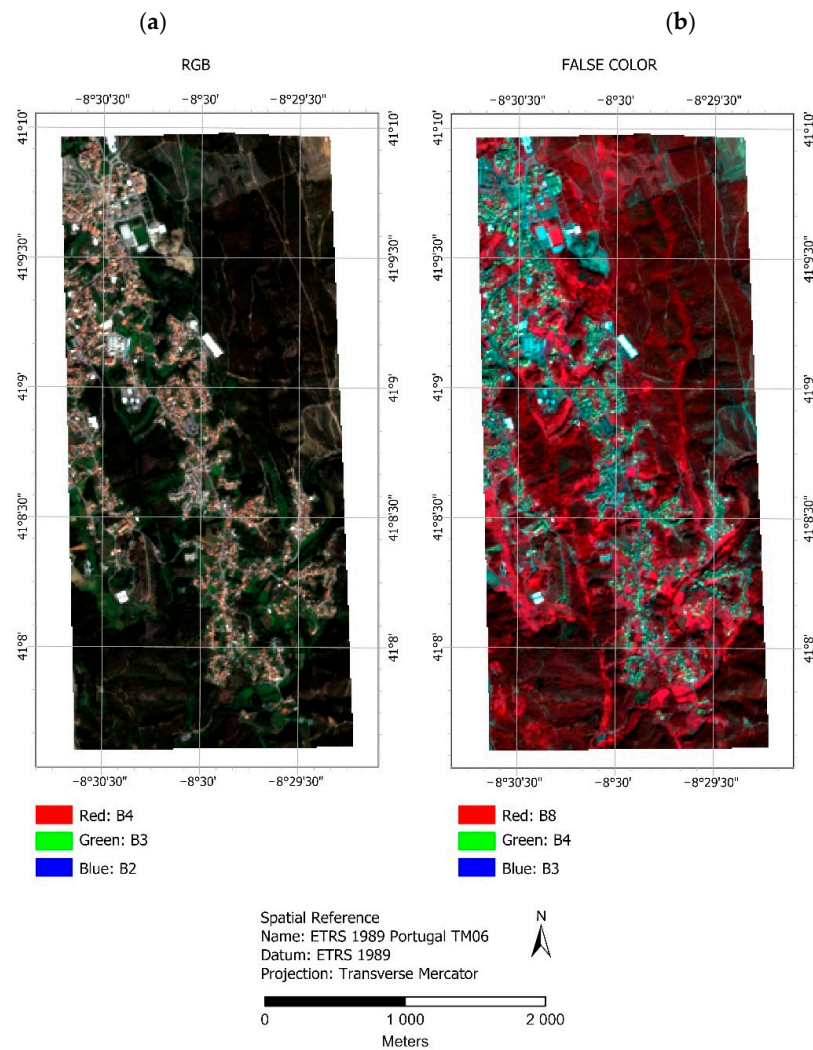 (a)
(b)
RGB
FALSE COLOR
−8°30'30" −8°30' −8°29'30"
−8°30'30" −8°30' −8°29'30"
41°10'
41°10'
41°10'
41°10'
41°9'30"
41°9'30"
41°9'30"
41°9'30"
41°9'
41°9'
41°9'
41°9'
41°8'30"
41°8'30"
41°8'30"
41°8'30"
41°8'
41°8'
41°8'
41°8'
−8°30'30" −8°30' −8°29'30"
−8°30'30" −8°30' −8°29'30"
Red: B4
Green: B3
Blue: B2
Red: B8
Green: B4
Blue: B3
Spatial Reference
Name: ETRS 1989 Portugal TM06
Datum: ETRS 1989
Projection: Transverse Mercator
N
0 1 000 2 000
Meters